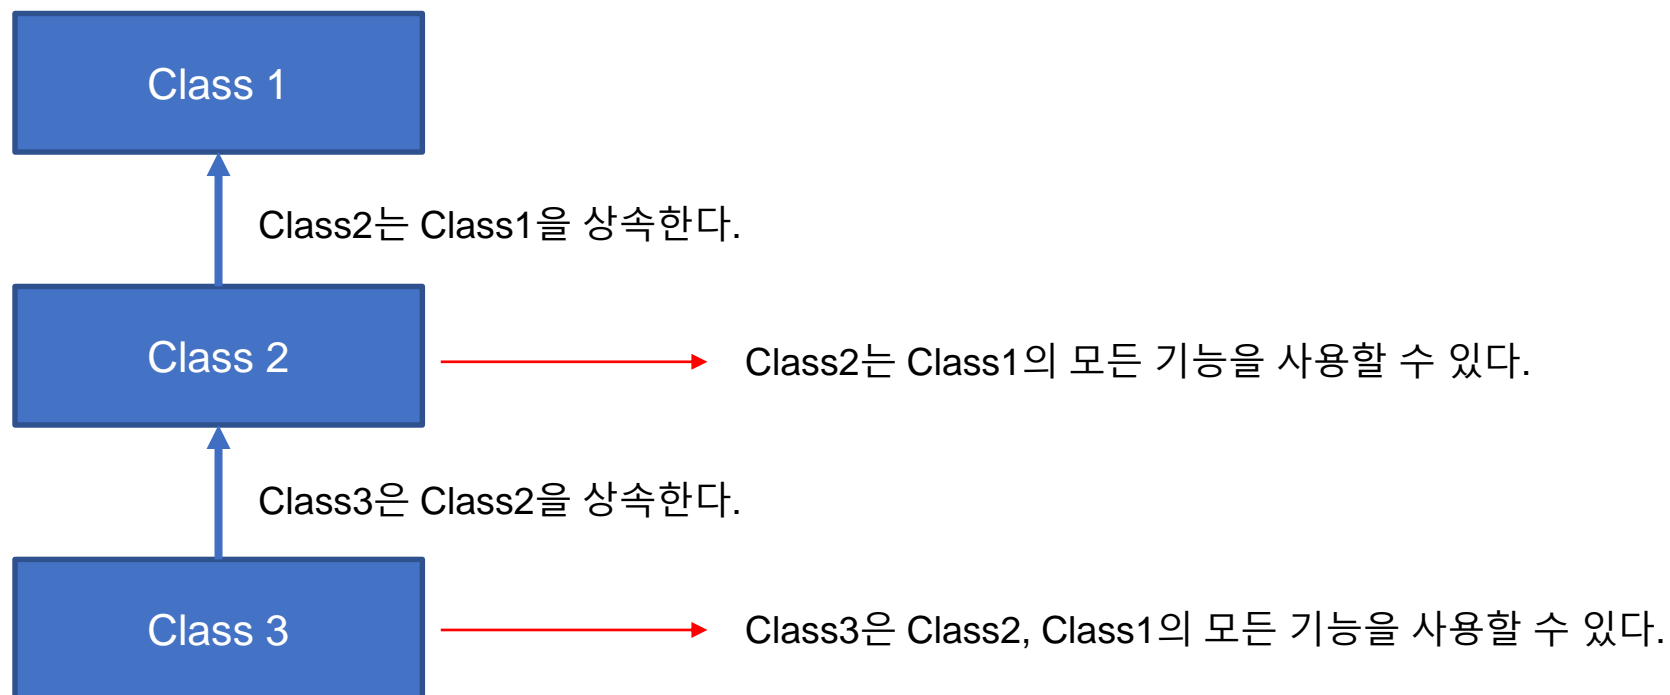 Class 1
Class2는 Class1을 상속한다.
Class 2
Class2는 Class1의 모든 기능을 사용할 수 있다.
Class3은 Class2을 상속한다.
Class 3
Class3은 Class2, Class1의 모든 기능을 사용할 수 있다.